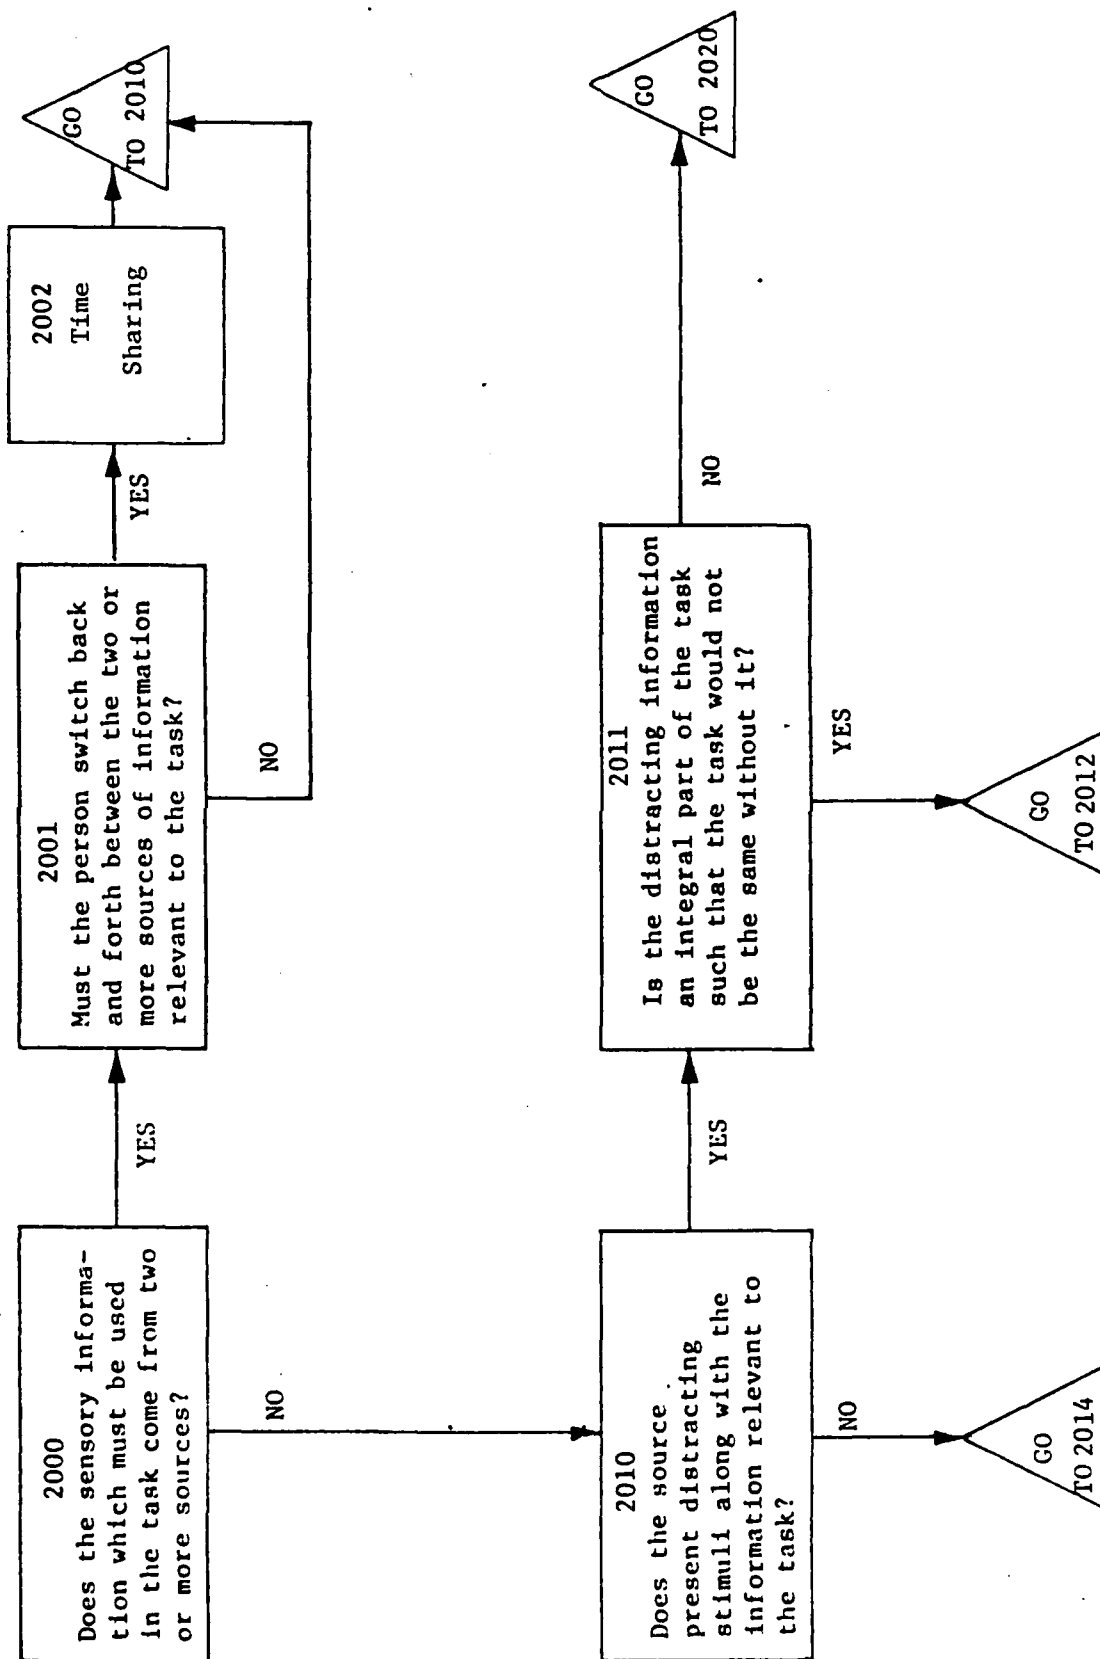 2000
Does the sensory informa-
tion which must be used
in the task come from two
or more sources?
YES
NO
2001
Must the person switch back
and forth between the two or
more sources of information
relevant to the task?
YES
NO
2002
Time
Sharing
GO
TO 2010
2010
Does the source
present distracting
stimuli along with the
information relevant to
the task?
YES
NO
GO
TO 2014
2011
Is the distracting information
an integral part of the task
such that the task would not
be the same without it?
NO
YES
GO
TO 2020
GO
TO 2012